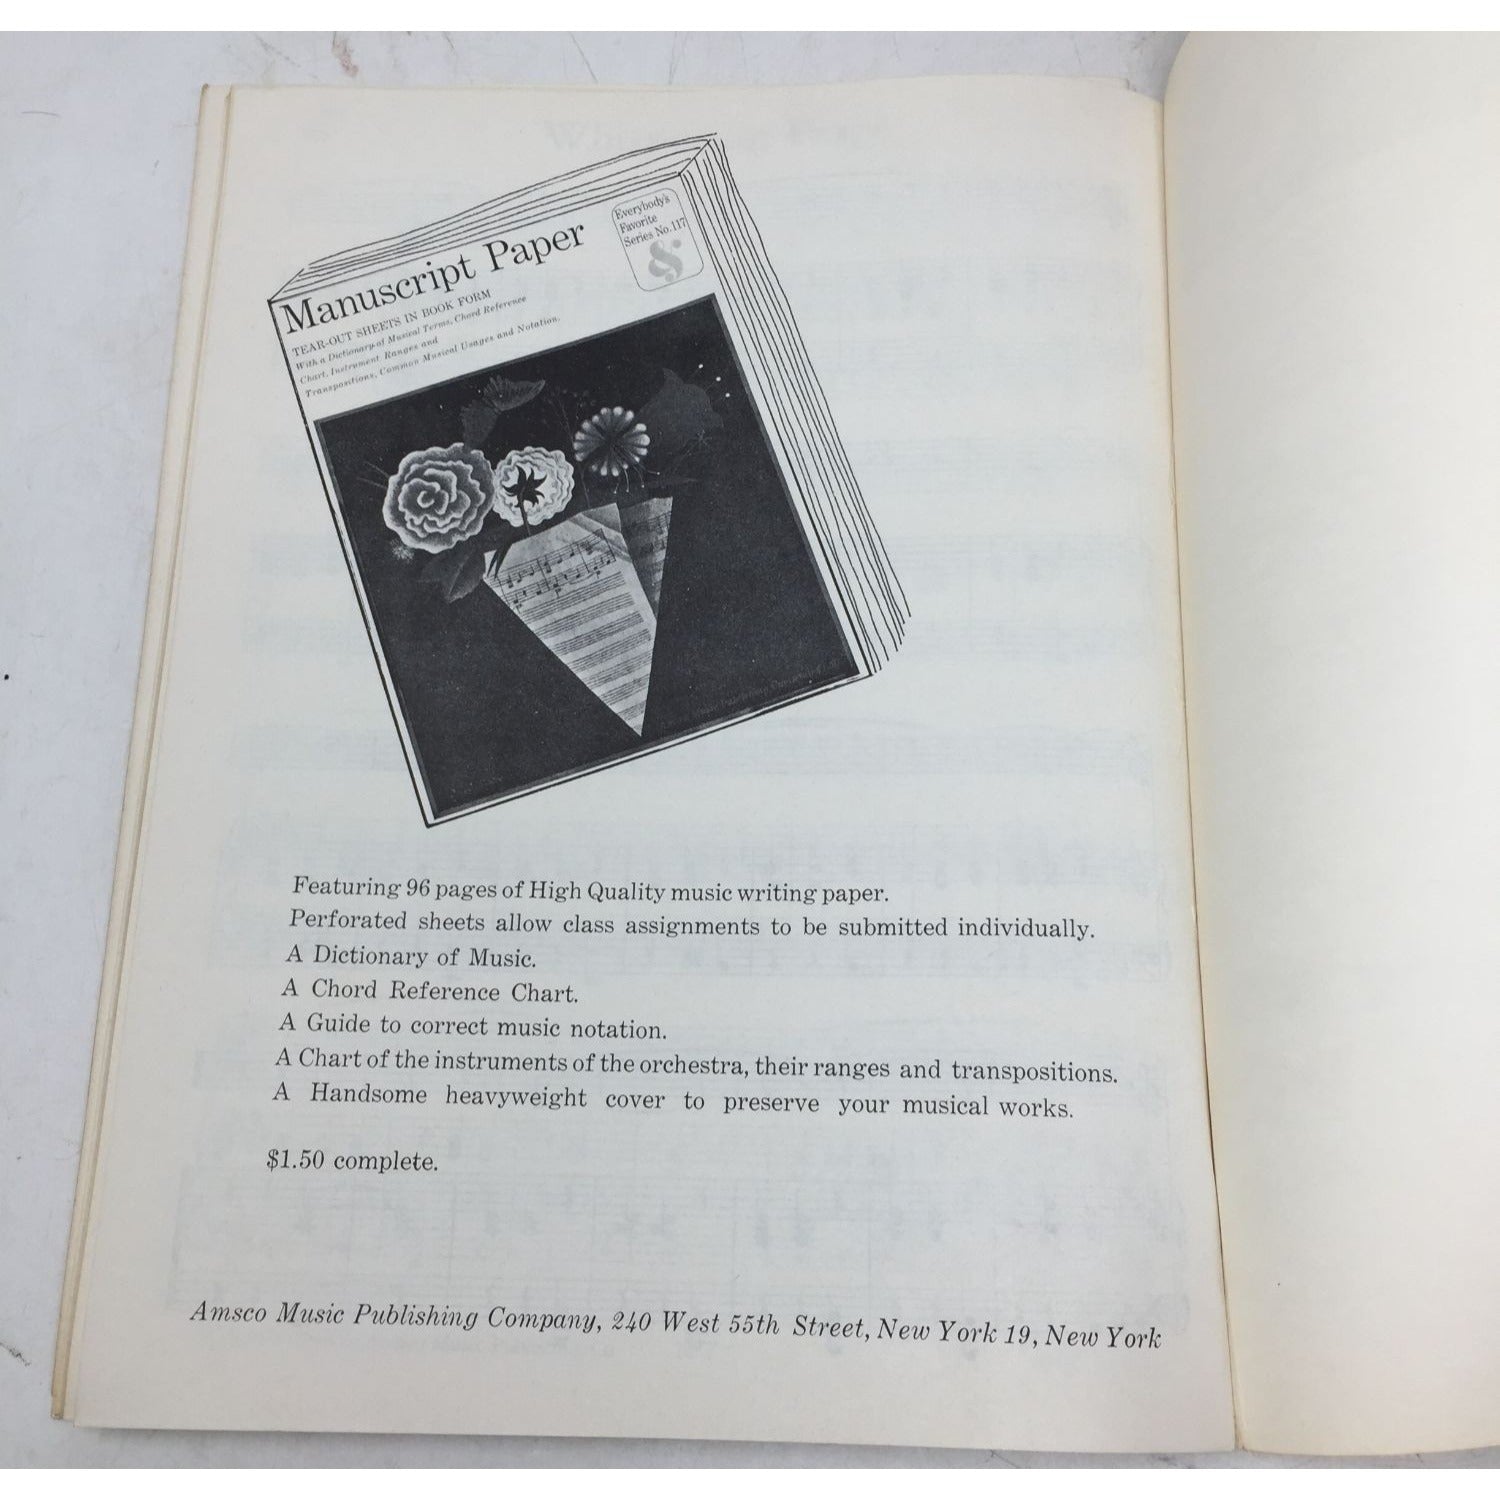 Manuscript Paper
Everybody's
Favorite
Series No. 117
TEAR-OUT SHEETS IN BOOK FORM
With a Dictionary of Musical Terms, Chord Reference
Chart, Instrument Ranges and
Transpositions, Common Musical Usages and Notation.
Featuring 96 pages of High Quality music writing paper.
Perforated sheets allow class assignments to be submitted individually.
A Dictionary of Music.
A Chord Reference Chart.
A Guide to correct music notation.
A Chart of the instruments of the orchestra, their ranges and transpositions.
A Handsome heavyweight cover to preserve your musical works.
$1.50 complete.
Amsco Music Publishing Company, 240 West 55th Street, New York 19, New York